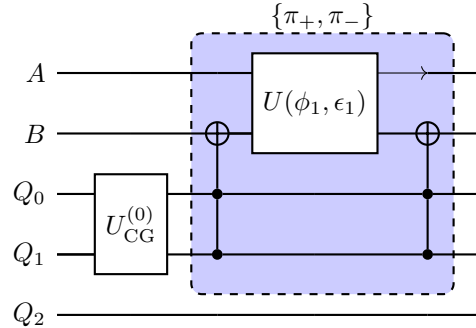 {π₊, π₋}
A
U(ϕ₁, ϵ₁)
B
Q₀
U_CG^(0)
Q₁
Q₂